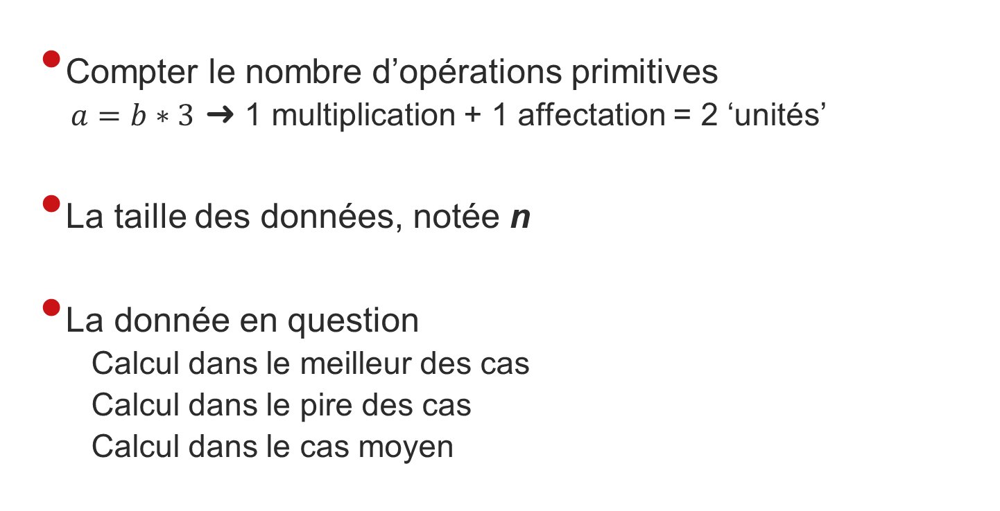 • Compter le nombre d’opérations primitives
a = b ∗ 3 ➜ 1 multiplication + 1 affectation = 2 ‘unités’
• La taille des données, notée n
• La donnée en question
Calcul dans le meilleur des cas
Calcul dans le pire des cas
Calcul dans le cas moyen